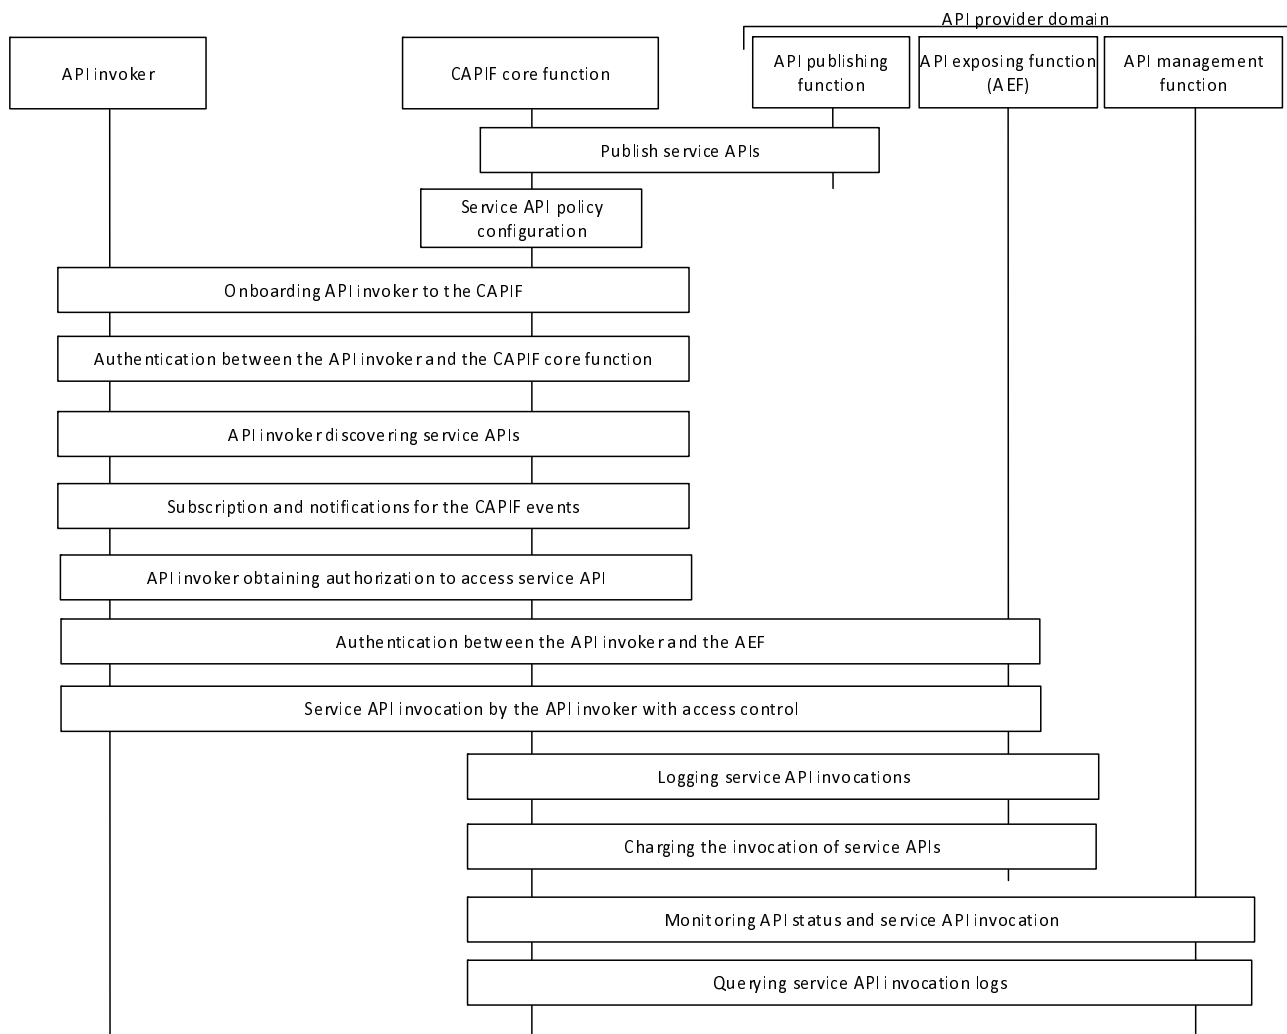 API provider domain
API invoker
CAPIF core function
API publishing
function
API exposing function
(AEF)
API management
function
Publish service APIs
Service API policy
configuration
Onboarding API invoker to the CAPIF
Authentication between the API invoker and the CAPIF core function
API invoker discovering service APIs
Subscription and notifications for the CAPIF events
API invoker obtaining authorization to access service API
Authentication between the API invoker and the AEF
Service API invocation by the API invoker with access control
Logging service API invocations
Charging the invocation of service APIs
Monitoring API status and service API invocation
Querying service API invocation logs